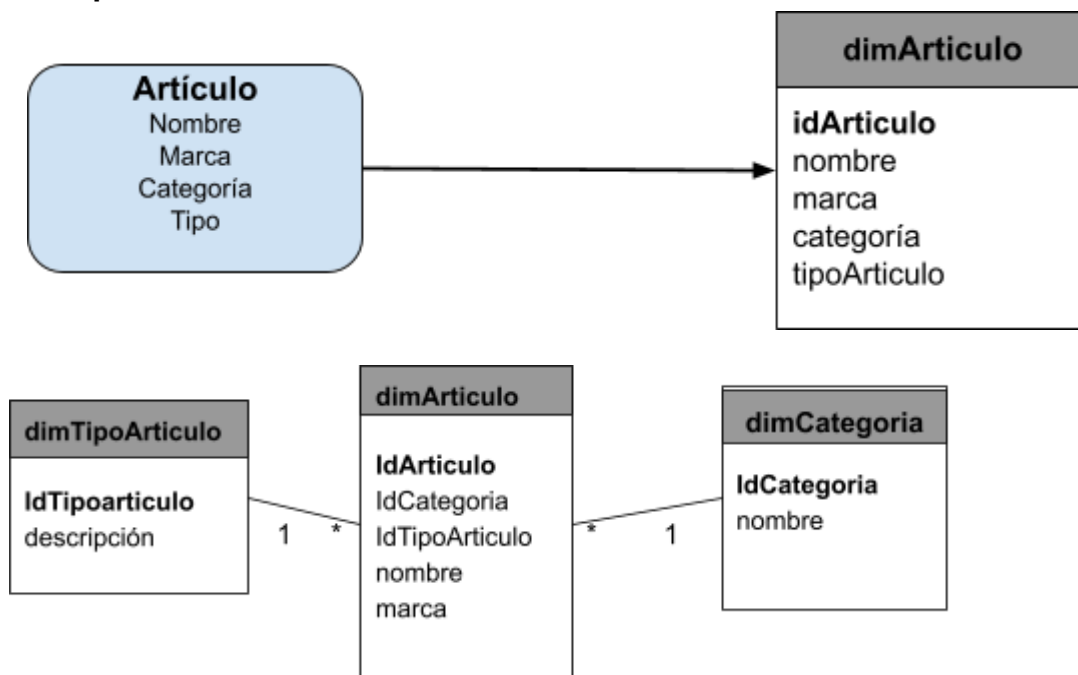 Artículo
Nombre
Marca
Categoría
Tipo
dimArticulo
idArticulo
nombre
marca
categoría
tipoArticulo
dimTipoArticulo
IdTipoarticulo
descripción
1
*
dimArticulo
IdArticulo
IdCategoria
IdTipoArticulo
nombre
marca
*
1
dimCategoria
IdCategoria
nombre